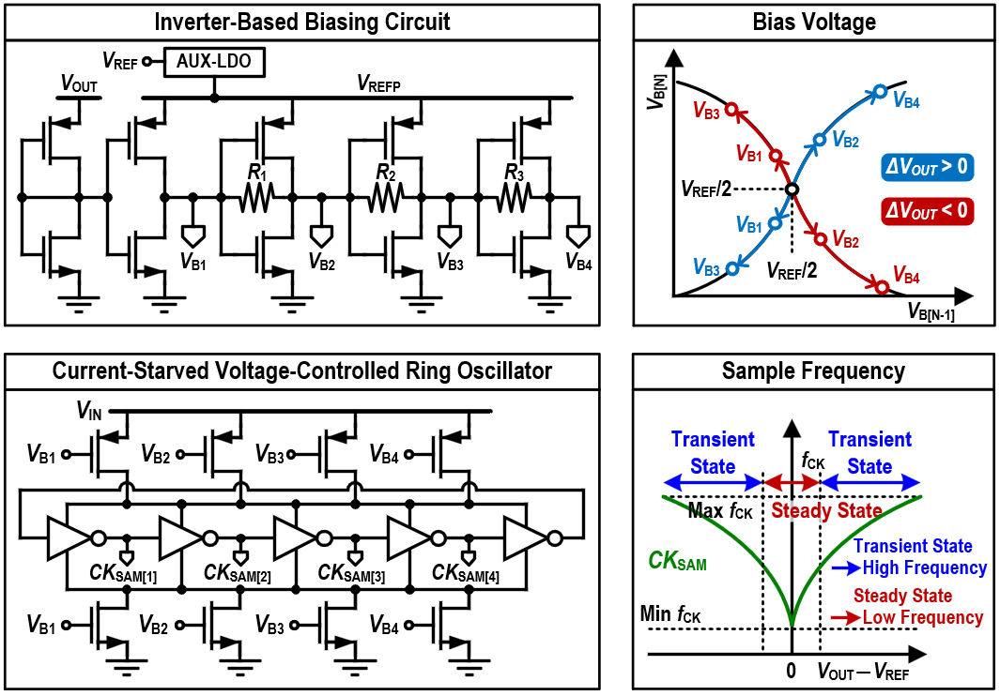 Inverter-Based Biasing Circuit
VREF
AUX-LDO
VOUT
VREFP
R1
R2
R3
VB1
VB2
VB3
VB4
Bias Voltage
VB[N]
VB3
VB4
VB1
VB2
ΔVOUT > 0
VREF/2
ΔVOUT < 0
VB1
VB2
VB3
VREF/2
VB4
VB[N-1]
Current-Starved Voltage-Controlled Ring Oscillator
VIN
VB1
VB2
VB3
VB4
CKSAM[1]
CKSAM[2]
CKSAM[3]
CKSAM[4]
VB1
VB2
VB3
VB4
Sample Frequency
Transient
State
fCK
Transient
State
Max fCK
Steady State
CKSAM
Transient State
High Frequency
Steady State
Low Frequency
Min fCK
0
VOUT − VREF